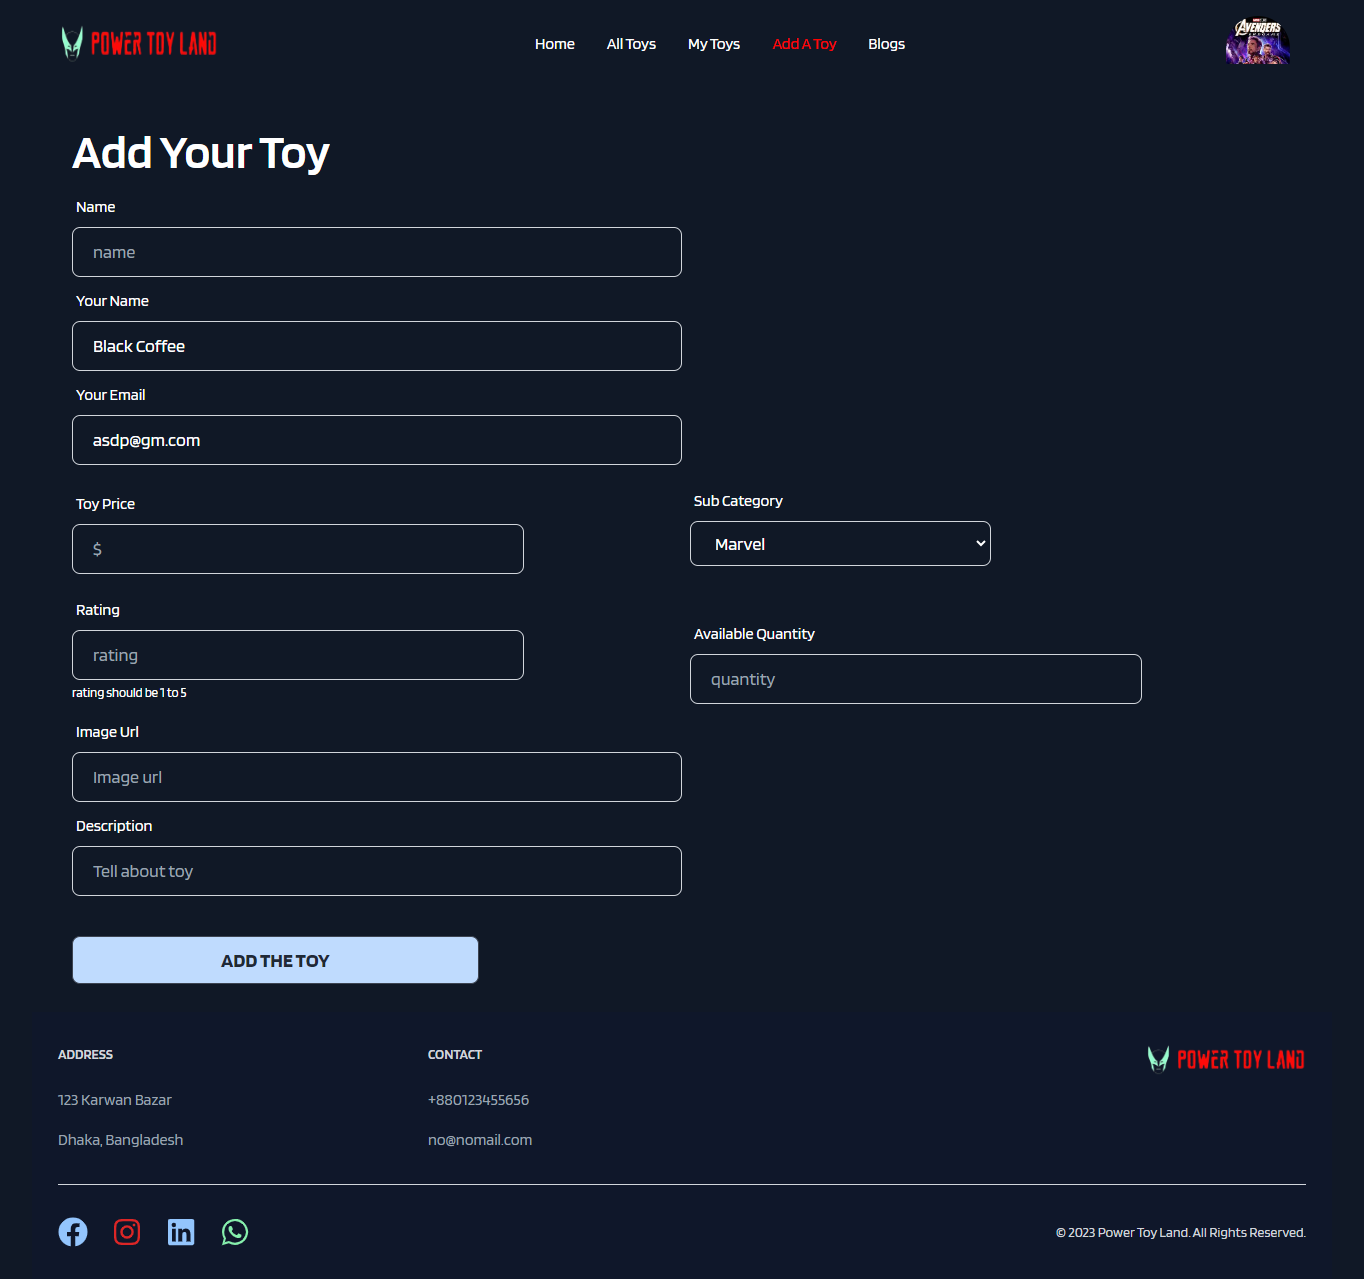 POWER TOY LAND
Home
All Toys
My Toys
Add A Toy
Blogs
AVENGERS
ENDGAME
Add Your Toy
Name
name
Your Name
Black Coffee
Your Email
asdp@gm.com
Toy Price
$
Sub Category
Marvel
Rating
rating
rating should be 1 to 5
Available Quantity
quantity
Image Url
Image url
Description
Tell about toy
ADD THE TOY
ADDRESS
123 Karwan Bazar
Dhaka, Bangladesh
CONTACT
+880123455656
no@nomail.com
POWER TOY LAND
© 2023 Power Toy Land. All Rights Reserved.